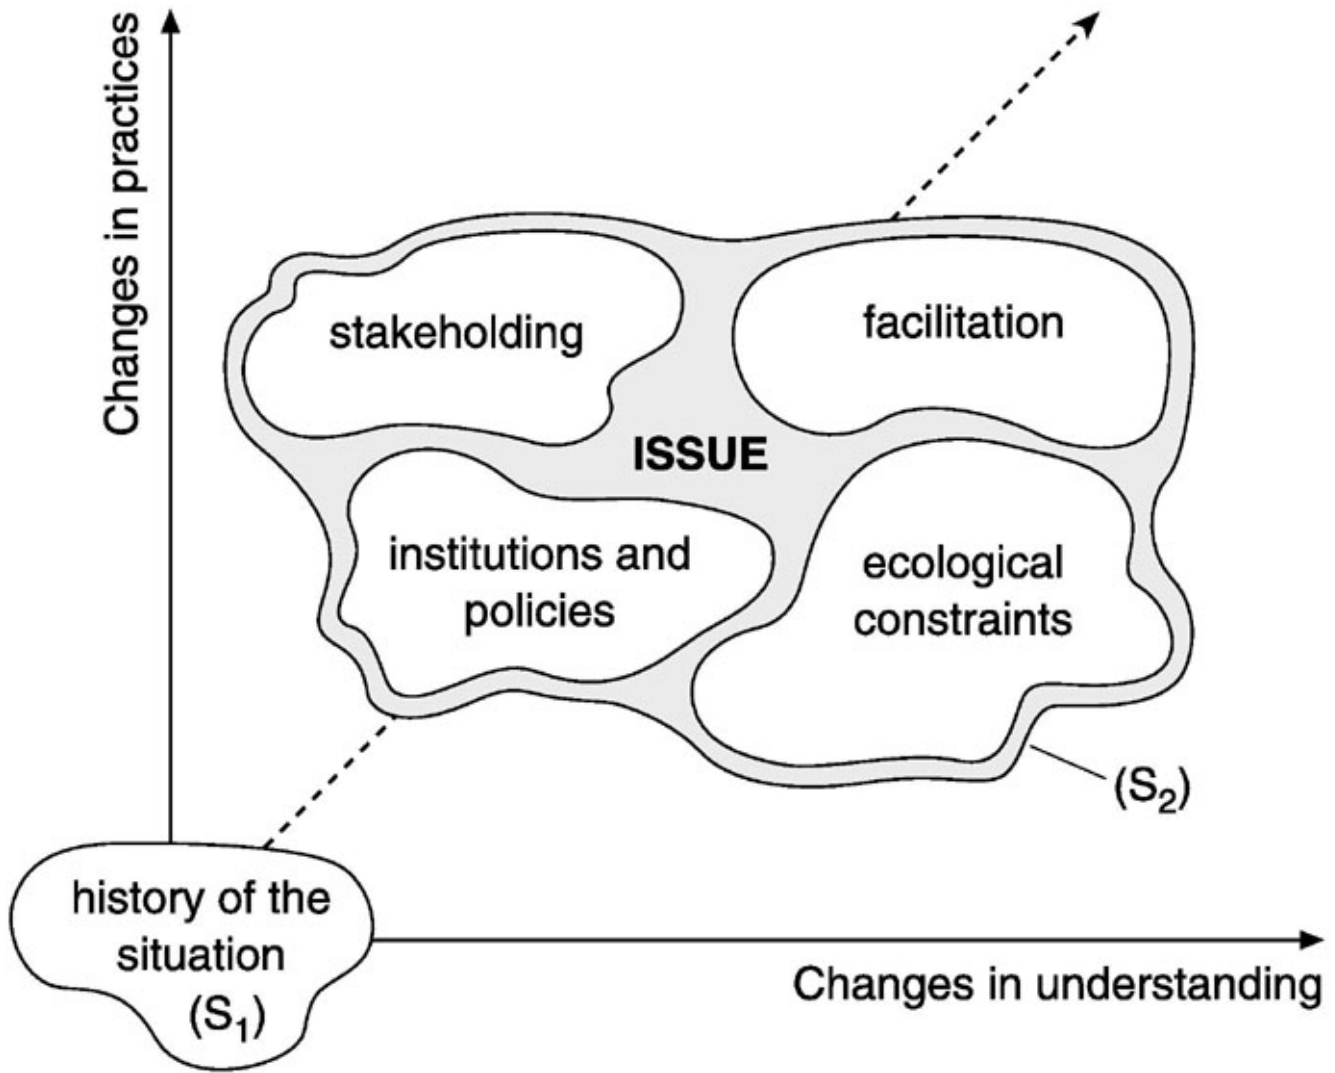 Changes in practices
stakeholding
facilitation
ISSUE
institutions and
policies
ecological
constraints
(S₂)
history of the
situation
(S₁)
Changes in understanding